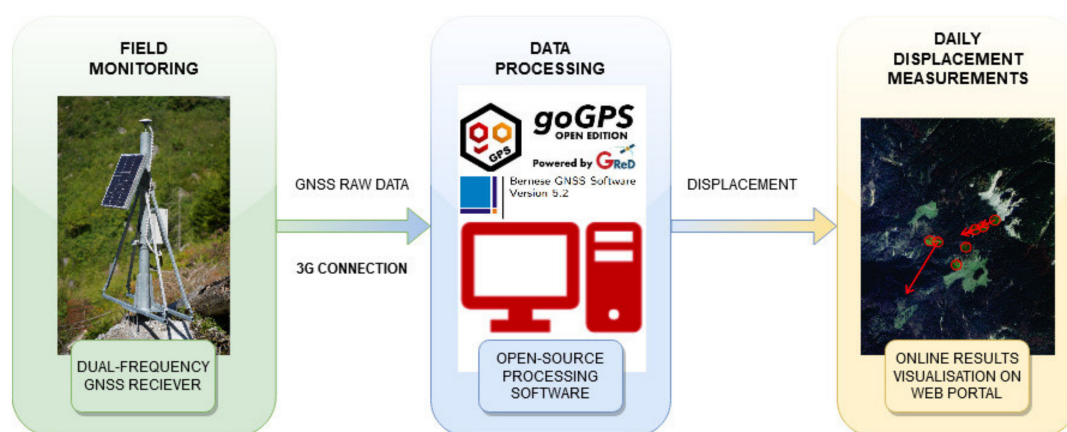 FIELD
MONITORING
DUAL-FREQUENCY
GNSS RECIEVER
GNSS RAW DATA
3G CONNECTION
DATA
PROCESSING
go
GPS
goGPS
OPEN EDITION
Powered by GReD
Bernese GNSS Software
Version 5.2
OPEN-SOURCE
PROCESSING
SOFTWARE
DISPLACEMENT
DAILY
DISPLACEMENT
MEASUREMENTS
ONLINE RESULTS
VISUALISATION ON
WEB PORTAL